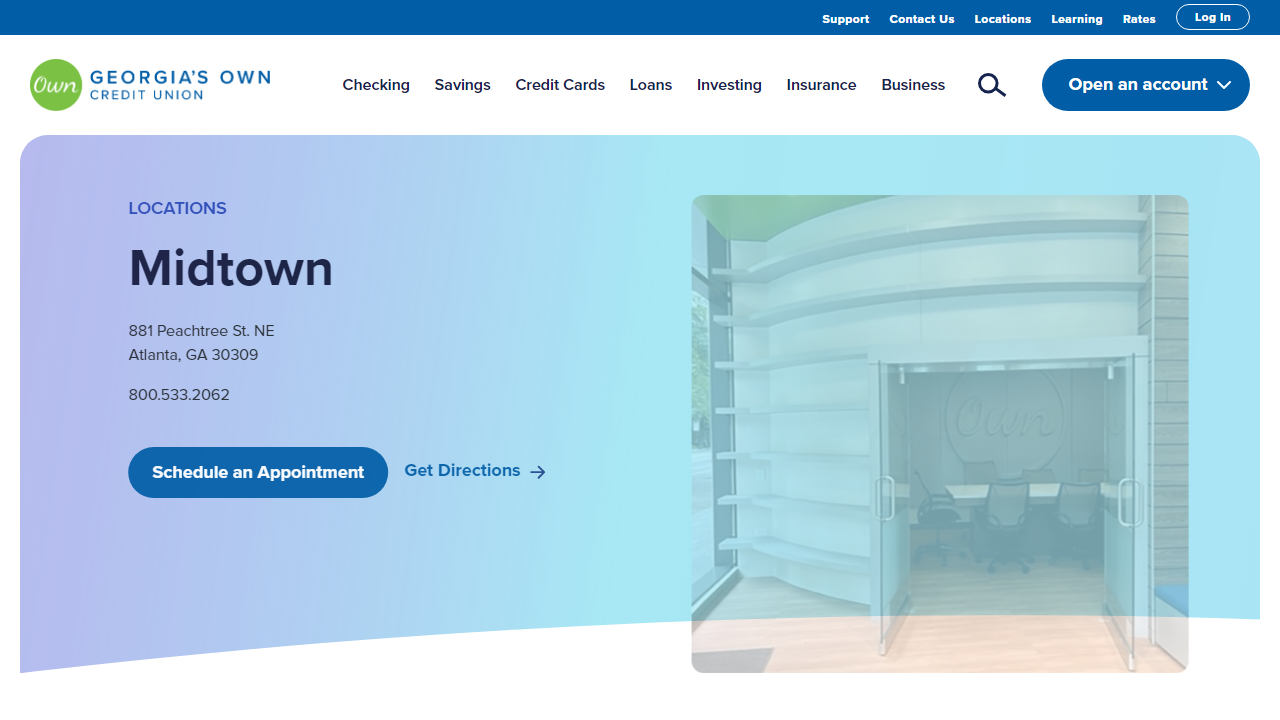 Support Contact Us Locations Learning Rates Log In
Own GEORGIA'S OWN
CREDIT UNION
Checking Savings Credit Cards Loans Investing Insurance Business Open an account
LOCATIONS
Midtown
881 Peachtree St. NE
Atlanta, GA 30309
800.533.2062
Schedule an Appointment Get Directions
Own